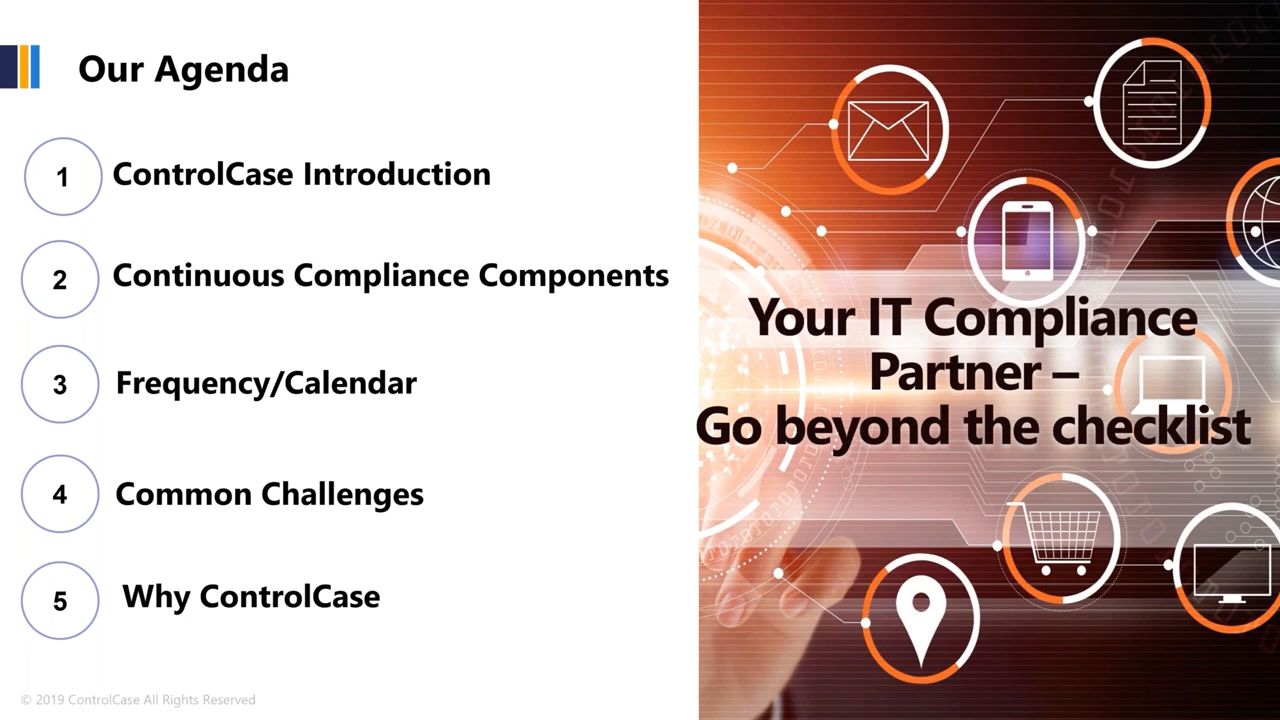 Our Agenda
1
ControlCase Introduction
2
Continuous Compliance Components
3
Frequency/Calendar
4
Common Challenges
5
Why ControlCase
© 2019 ControlCase All Rights Reserved
Your IT Compliance
Partner –
Go beyond the checklist